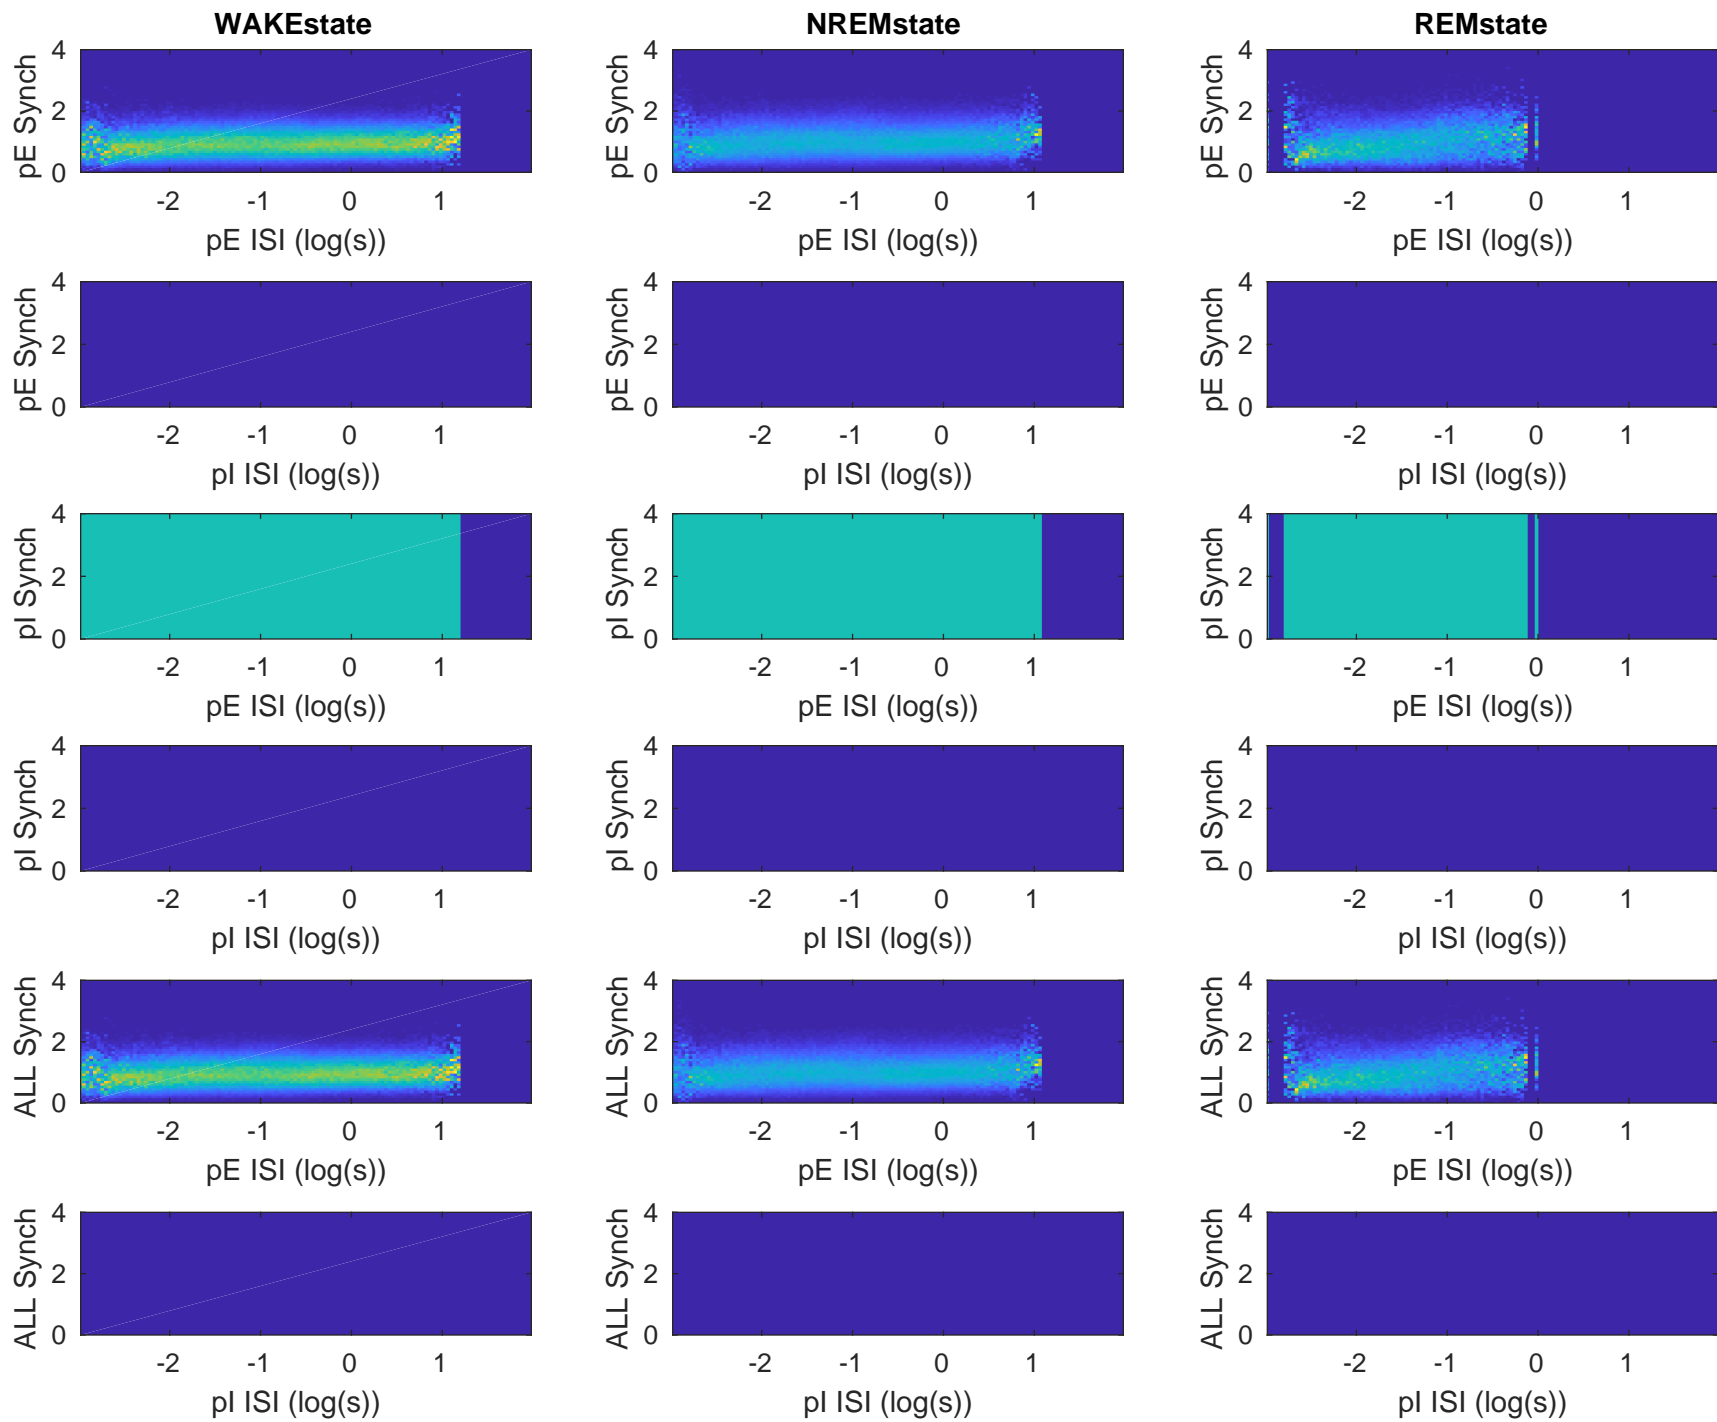 WAKEstate NREMstate REMstate
4 4 4
pE Synch pE Synch pE Synch
2 2 2
0 0 0
-2 -1 0 1 -2 -1 0 1 -2 -1 0 1
pE ISI (log(s)) pE ISI (log(s)) pE ISI (log(s))
4 4 4
pE Synch pE Synch pE Synch
2 2 2
0 0 0
-2 -1 0 1 -2 -1 0 1 -2 -1 0 1
pI ISI (log(s)) pI ISI (log(s)) pI ISI (log(s))
4 4 4
pI Synch pI Synch pI Synch
2 2 2
0 0 0
-2 -1 0 1 -2 -1 0 1 -2 -1 0 1
pE ISI (log(s)) pE ISI (log(s)) pE ISI (log(s))
4 4 4
pI Synch pI Synch pI Synch
2 2 2
0 0 0
-2 -1 0 1 -2 -1 0 1 -2 -1 0 1
pI ISI (log(s)) pI ISI (log(s)) pI ISI (log(s))
4 4 4
ALL Synch ALL Synch ALL Synch
2 2 2
0 0 0
-2 -1 0 1 -2 -1 0 1 -2 -1 0 1
pE ISI (log(s)) pE ISI (log(s)) pE ISI (log(s))
4 4 4
ALL Synch ALL Synch ALL Synch
2 2 2
0 0 0
-2 -1 0 1 -2 -1 0 1 -2 -1 0 1
pI ISI (log(s)) pI ISI (log(s)) pI ISI (log(s))